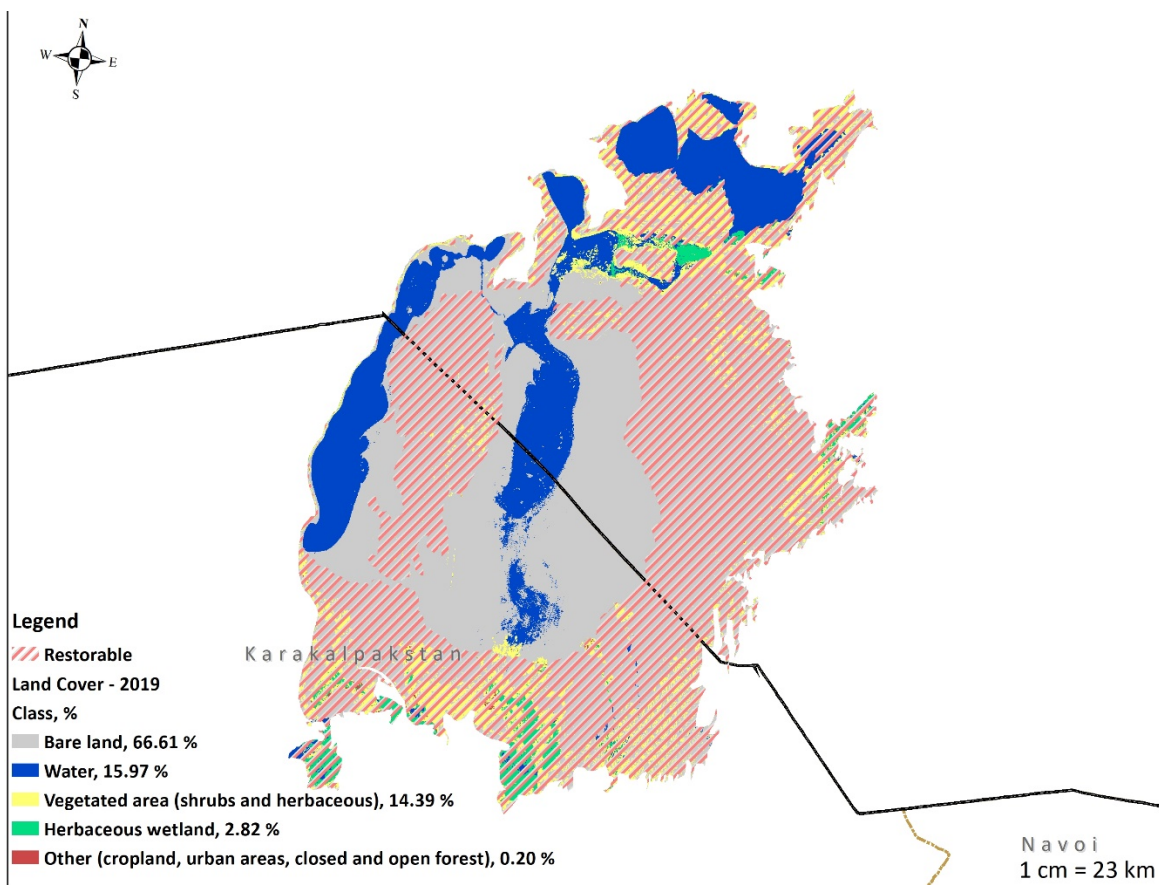 N
W E
S
Legend
Restorable
Karakalpakstan
Land Cover - 2019
Class, %
Bare land, 66.61 %
Water, 15.97 %
Vegetated area (shrubs and herbaceous), 14.39 %
Herbaceous wetland, 2.82 %
Other (cropland, urban areas, closed and open forest), 0.20 %
Navoi
1 cm = 23 km